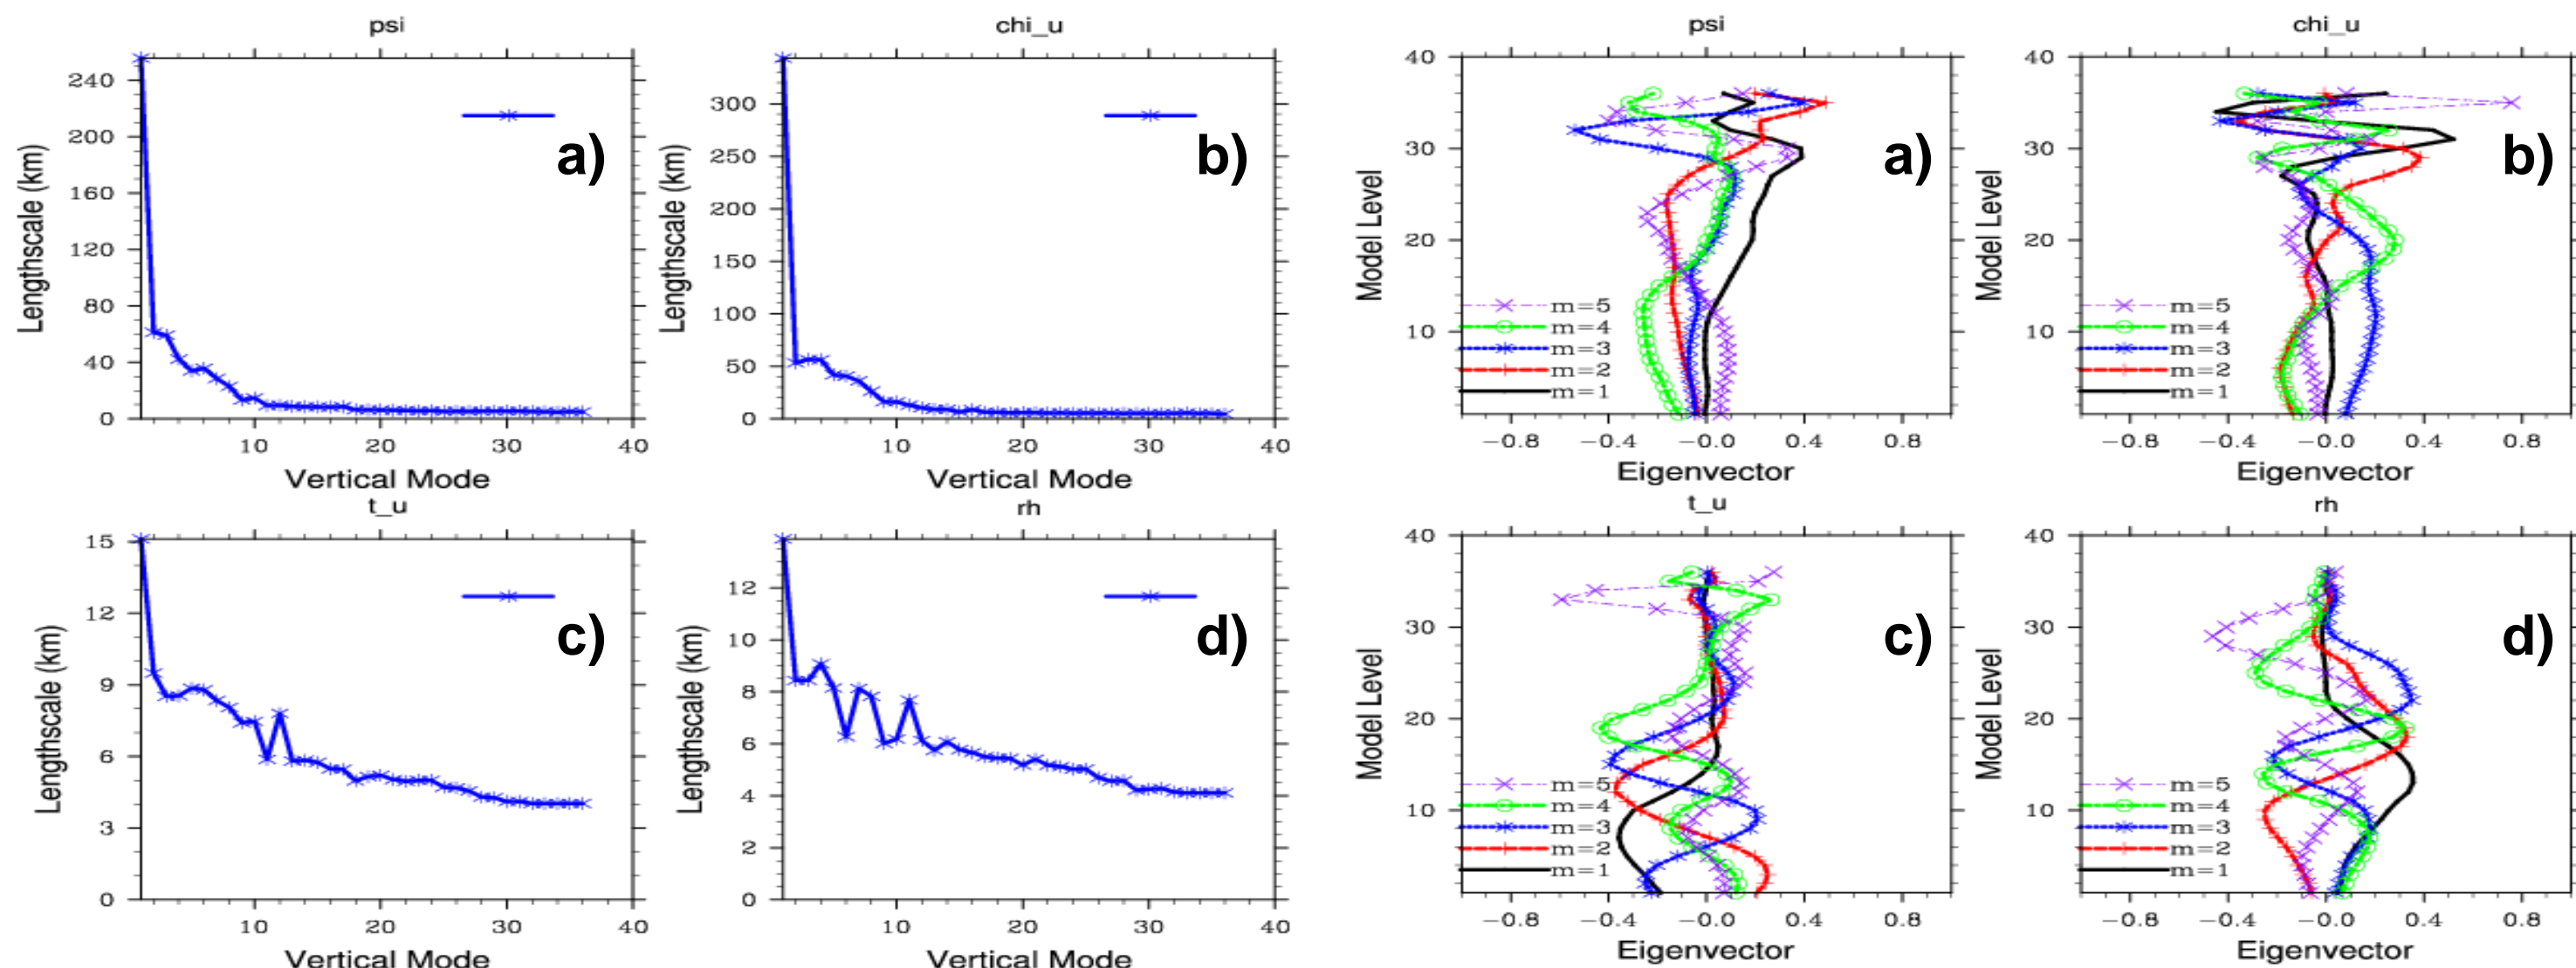 psi
240
200
160
120
80
40
0
10 20 30 40
Lengthscale (km)
Vertical Mode
a)
chi_u
300
250
200
150
100
50
0
10 20 30 40
Lengthscale (km)
Vertical Mode
b)
psi
40
30
20
10
−0.8 −0.4 −0.0 0.4 0.8
Model Level
Eigenvector
m=5
m=4
m=3
m=2
m=1
a)
chi_u
40
30
20
10
−0.8 −0.4 −0.0 0.4 0.8
Model Level
Eigenvector
m=5
m=4
m=3
m=2
m=1
b)
t_u
15
12
9
6
3
0
10 20 30 40
Lengthscale (km)
Vertical Mode
c)
rh
12
10
8
6
4
2
0
10 20 30 40
Lengthscale (km)
Vertical Mode
d)
t_u
40
30
20
10
−0.8 −0.4 −0.0 0.4 0.8
Model Level
Eigenvector
m=5
m=4
m=3
m=2
m=1
c)
rh
40
30
20
10
−0.8 −0.4 −0.0 0.4 0.8
Model Level
Eigenvector
m=5
m=4
m=3
m=2
m=1
d)